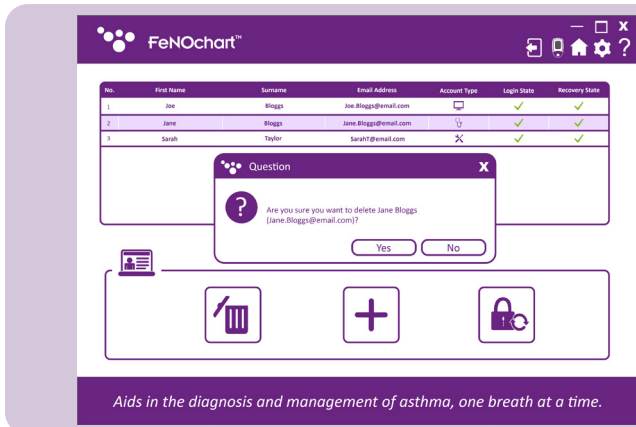 FeNOchart™
No. First Name Surname Email Address Account Type Login State Recovery State
1 Joe Bloggs Joe.Bloggs@email.com
2 Jane Bloggs Jane.Bloggs@email.com
3 Sarah Taylor SarahT@email.com
Question
Are you sure you want to delete Jane Bloggs
(Jane.Bloggs@email.com)?
Yes No
Aids in the diagnosis and management of asthma, one breath at a time.